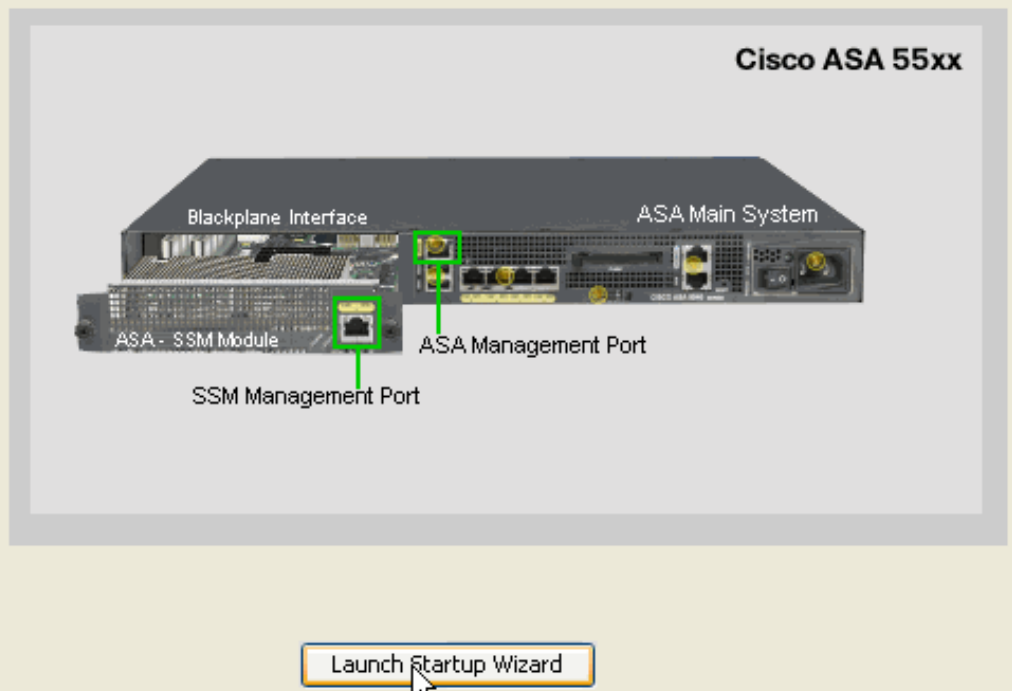 Cisco ASA 55xx
Blackplane Interface
ASA Main System
ASA - SSM Module
ASA Management Port
SSM Management Port
Launch Startup Wizard